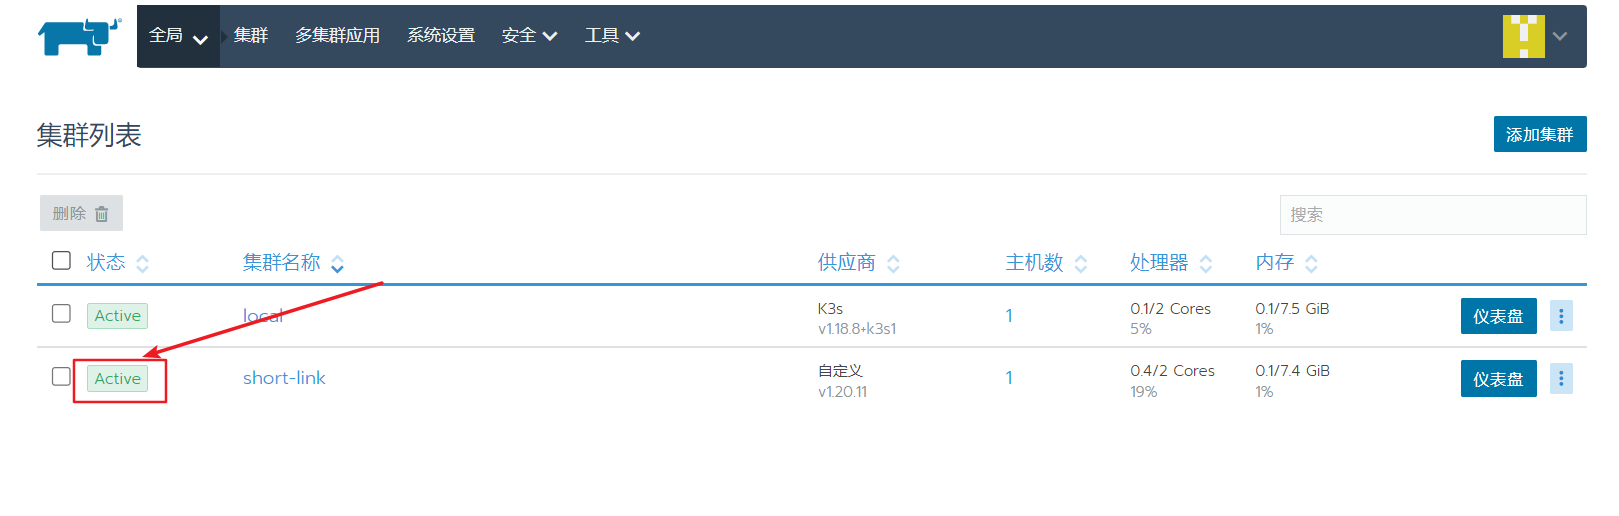 全局 集群 多集群应用 系统设置 安全 工具
集群列表 添加集群
删除 搜索
状态 集群名称 供应商 主机数 处理器 内存
Active local K3s 1 0.1/2 Cores 0.1/7.5 GiB 仪表盘
v1.18.8+k3s1 5% 1%
Active short-link 自定义 1 0.4/2 Cores 0.1/7.4 GiB 仪表盘
v1.20.11 19% 1%